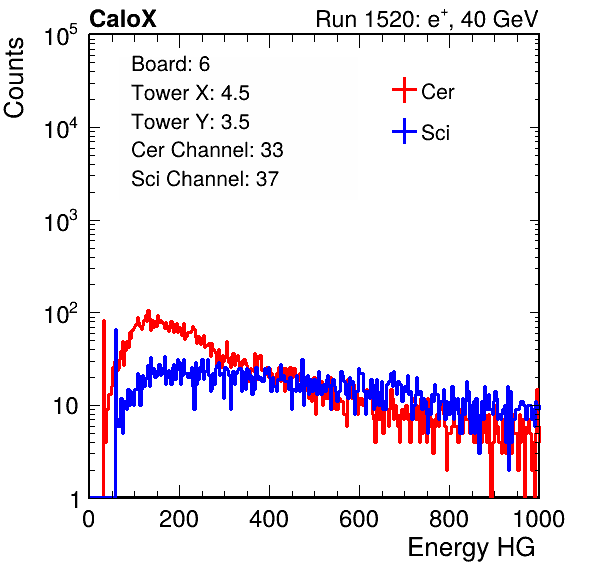 CaloX Run 1520: e⁺, 40 GeV
Board: 6
Tower X: 4.5
Tower Y: 3.5
Cer Channel: 33
Sci Channel: 37
Cer
Sci
Counts
10⁵
10⁴
10³
10²
10
1
0 200 400 600 800 1000
Energy HG